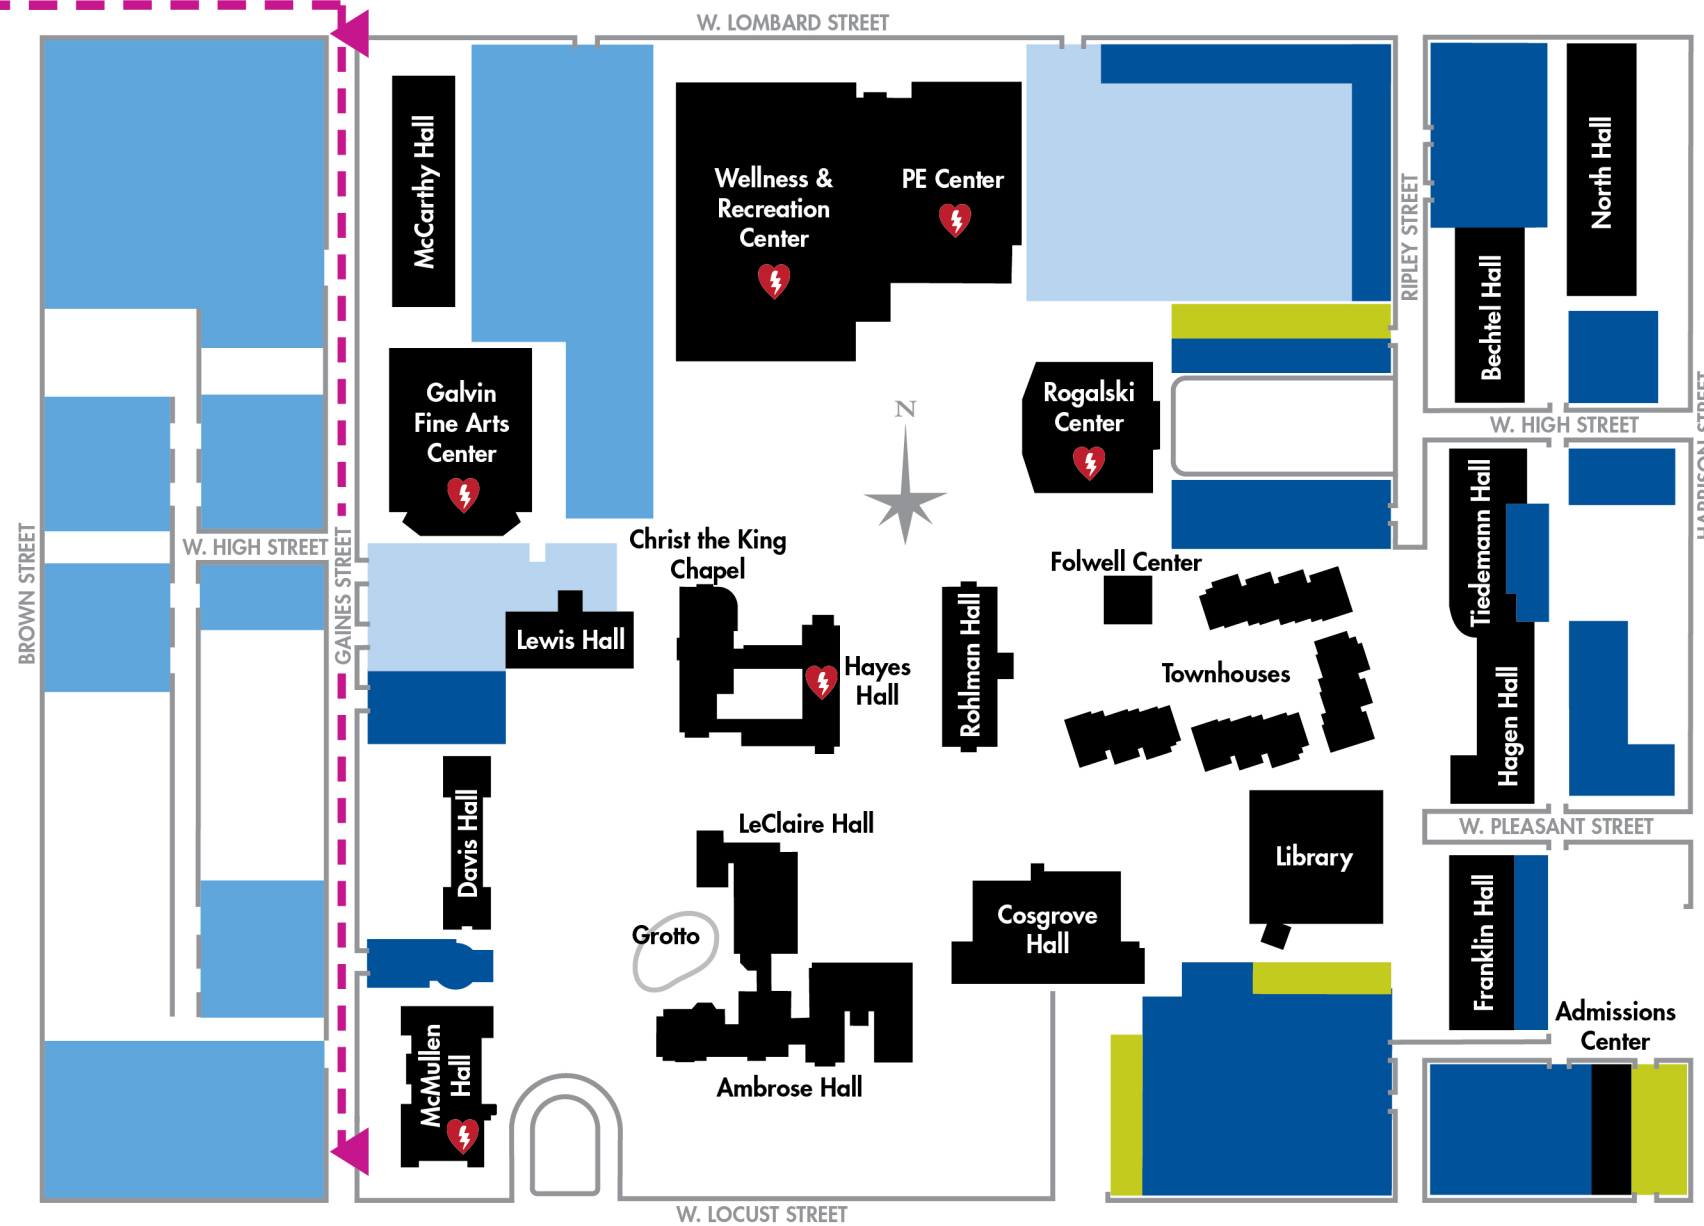 W. LOMBARD STREET
McCarthy Hall
Wellness &
Recreation
Center
PE Center
RIPLEY STREET
North Hall
Bechtel Hall
Galvin
Fine Arts
Center
N
Rogalski
Center
W. HIGH STREET
HARRISON STREET
BROWN STREET
W. HIGH STREET
GAINES STREET
Christ the King
Chapel
Folwell Center
Tiedemann Hall
Lewis Hall
Hayes
Hall
Rohlman Hall
Townhouses
Hagen Hall
Davis Hall
LeClaire Hall
Library
W. PLEASANT STREET
Grotto
Cosgrove
Hall
Franklin Hall
Admissions
Center
McMullen
Hall
Ambrose Hall
W. LOCUST STREET